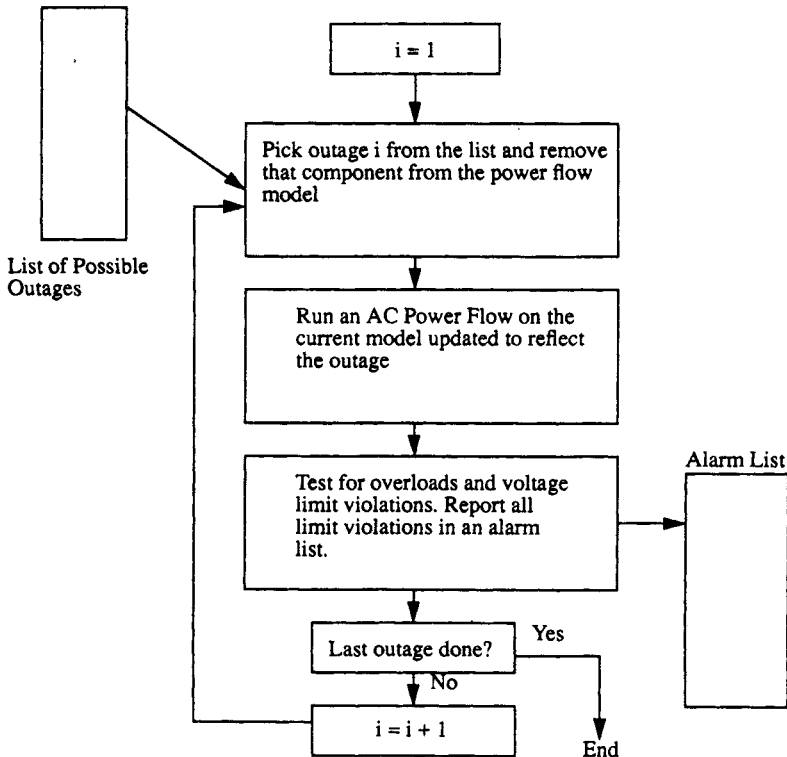 i = 1
Pick outage i from the list and remove
that component from the power flow
model
List of Possible
Outages
Run an AC Power Flow on the
current model updated to reflect
the outage
Alarm List
Test for overloads and voltage
limit violations. Report all
limit violations in an alarm
list.
Last outage done?
Yes
No
i = i + 1
End